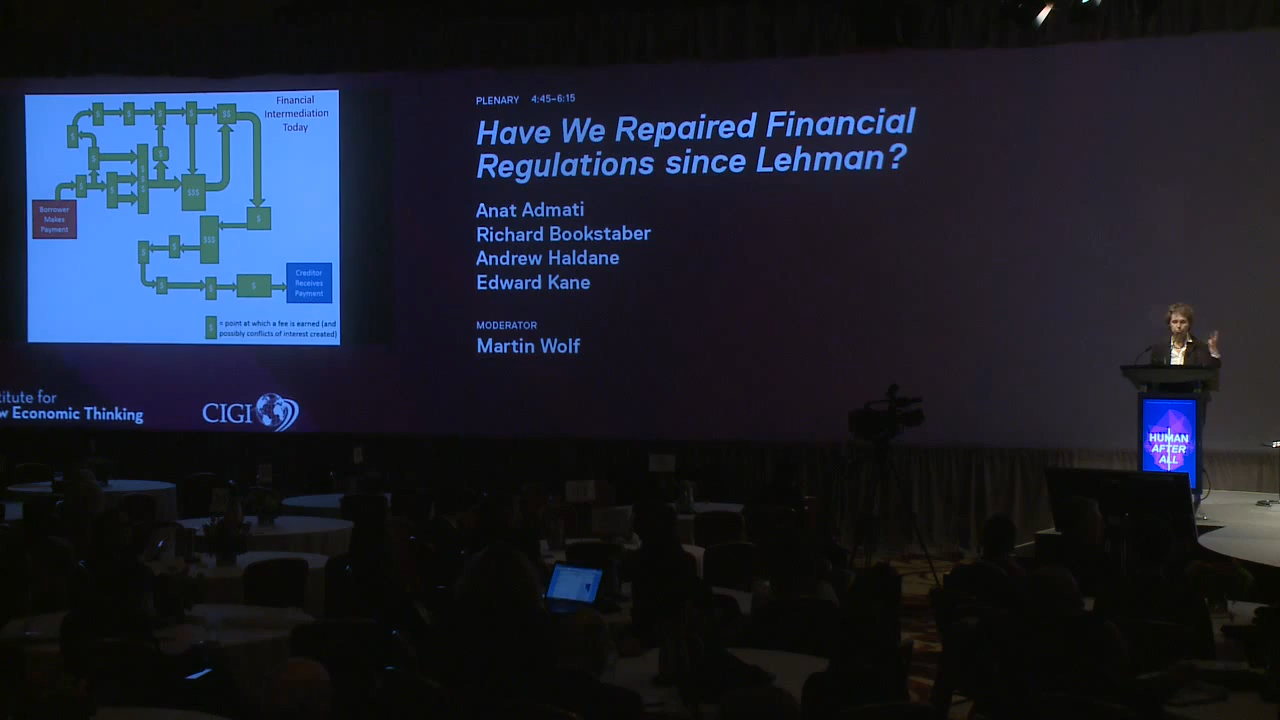 Financial
Intermediation
Today
Borrower
Makes
Payment
$$
$$$
$
$$$
Creditor
Receives
Payment
$ = point at which a fee is earned (and
possibly conflicts of interest created)
PLENARY 4:45–6:15
Have We Repaired Financial
Regulations since Lehman?
Anat Admati
Richard Bookstaber
Andrew Haldane
Edward Kane
MODERATOR
Martin Wolf
titute for
w Economic Thinking
CIGI
HUMAN
AFTER
ALL